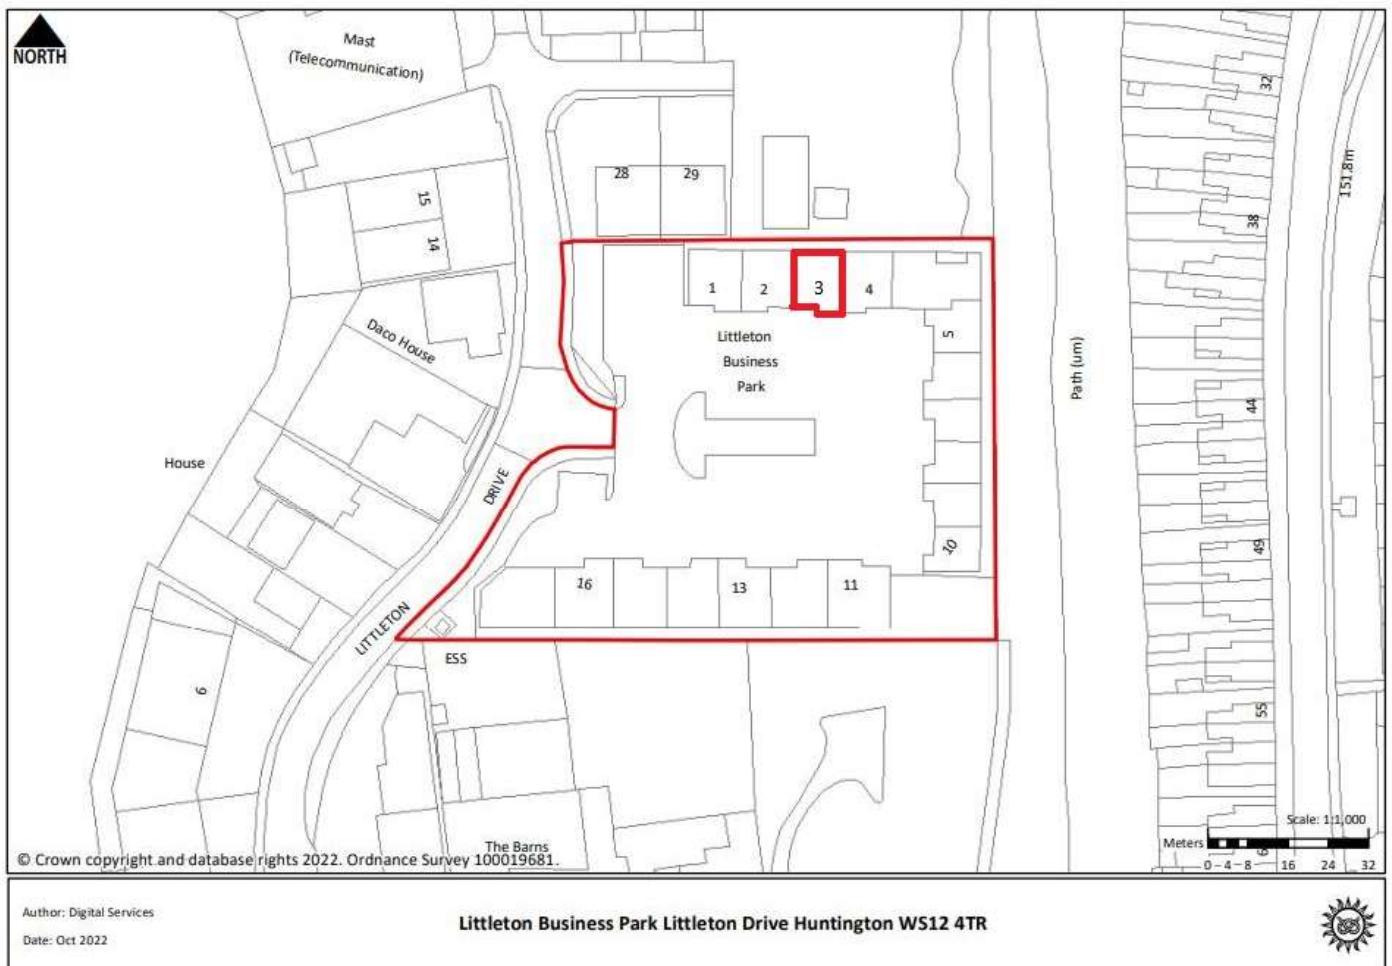 NORTH
Mast
(Telecommunication)
32
151.8m
15
28
29
14
38
1
2
3
4
Daco House
Littleton
Business
Park
5
Path (um)
44
House
DRIVE
49
10
16
13
11
LITTLETON
ESS
6
55
Scale: 1:1,000
The Barns
Meters
© Crown copyright and database rights 2022. Ordnance Survey 100019681.
0 4 8 16 24 32
Author: Digital Services
Littleton Business Park Littleton Drive Huntington WS12 4TR
Date: Oct 2022